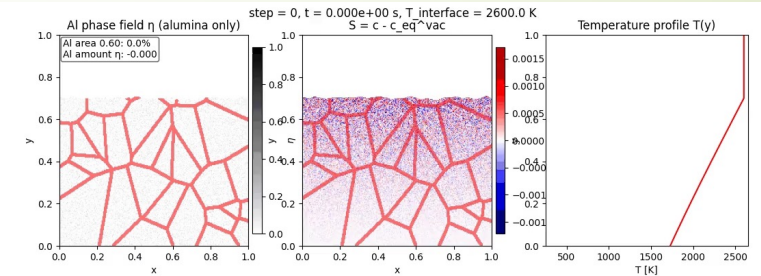 step = 0, t = 0.000e+00 s, T_interface = 2600.0 K
Al phase field η (alumina only)
S = c - c_eq^vac
Temperature profile T(y)
Al area 0.60: 0.0%
Al amount η: -0.000
1.0
0.8
0.6
0.4
0.2
0.0
y
0.0 0.2 0.4 0.6 0.8 1.0
x
1.0
0.8
0.6
0.4
0.2
0.0
η
1.0
0.8
0.6
0.4
0.2
0.0
y
0.0 0.2 0.4 0.6 0.8 1.0
x
0.0015
0.0010
0.0005
0.0000
1.0
0.8
0.6
0.4
0.2
0.0
500 1000 1500 2000 2500
T [K]